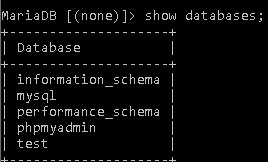 MariaDB [(none)]> show databases;
+--------------------+
| Database           |
+--------------------+
| information_schema |
| mysql              |
| performance_schema |
| phpmyadmin         |
| test               |
+--------------------+